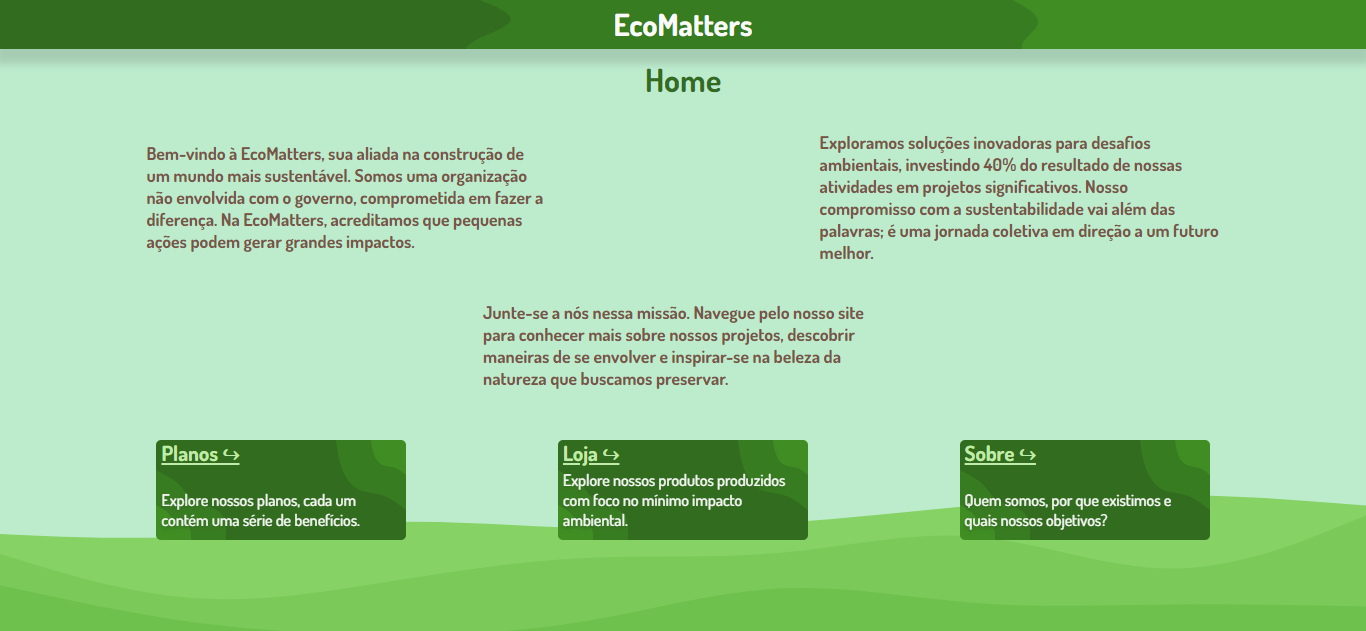 EcoMatters
Home
Bem-vindo à EcoMatters, sua aliada na construção de
um mundo mais sustentável. Somos uma organização
não envolvida com o governo, comprometida em fazer a
diferença. Na EcoMatters, acreditamos que pequenas
ações podem gerar grandes impactos.
Exploramos soluções inovadoras para desafios
ambientais, investindo 40% do resultado de nossas
atividades em projetos significativos. Nosso
compromisso com a sustentabilidade vai além das
palavras; é uma jornada coletiva em direção a um futuro
melhor.
Junte-se a nós nessa missão. Navegue pelo nosso site
para conhecer mais sobre nossos projetos, descobrir
maneiras de se envolver e inspirar-se na beleza da
natureza que buscamos preservar.
Planos ↪
Explore nossos planos, cada um
contém uma série de benefícios.
Loja ↪
Explore nossos produtos produzidos
com foco no mínimo impacto
ambiental.
Sobre ↪
Quem somos, por que existimos e
quais nossos objetivos?